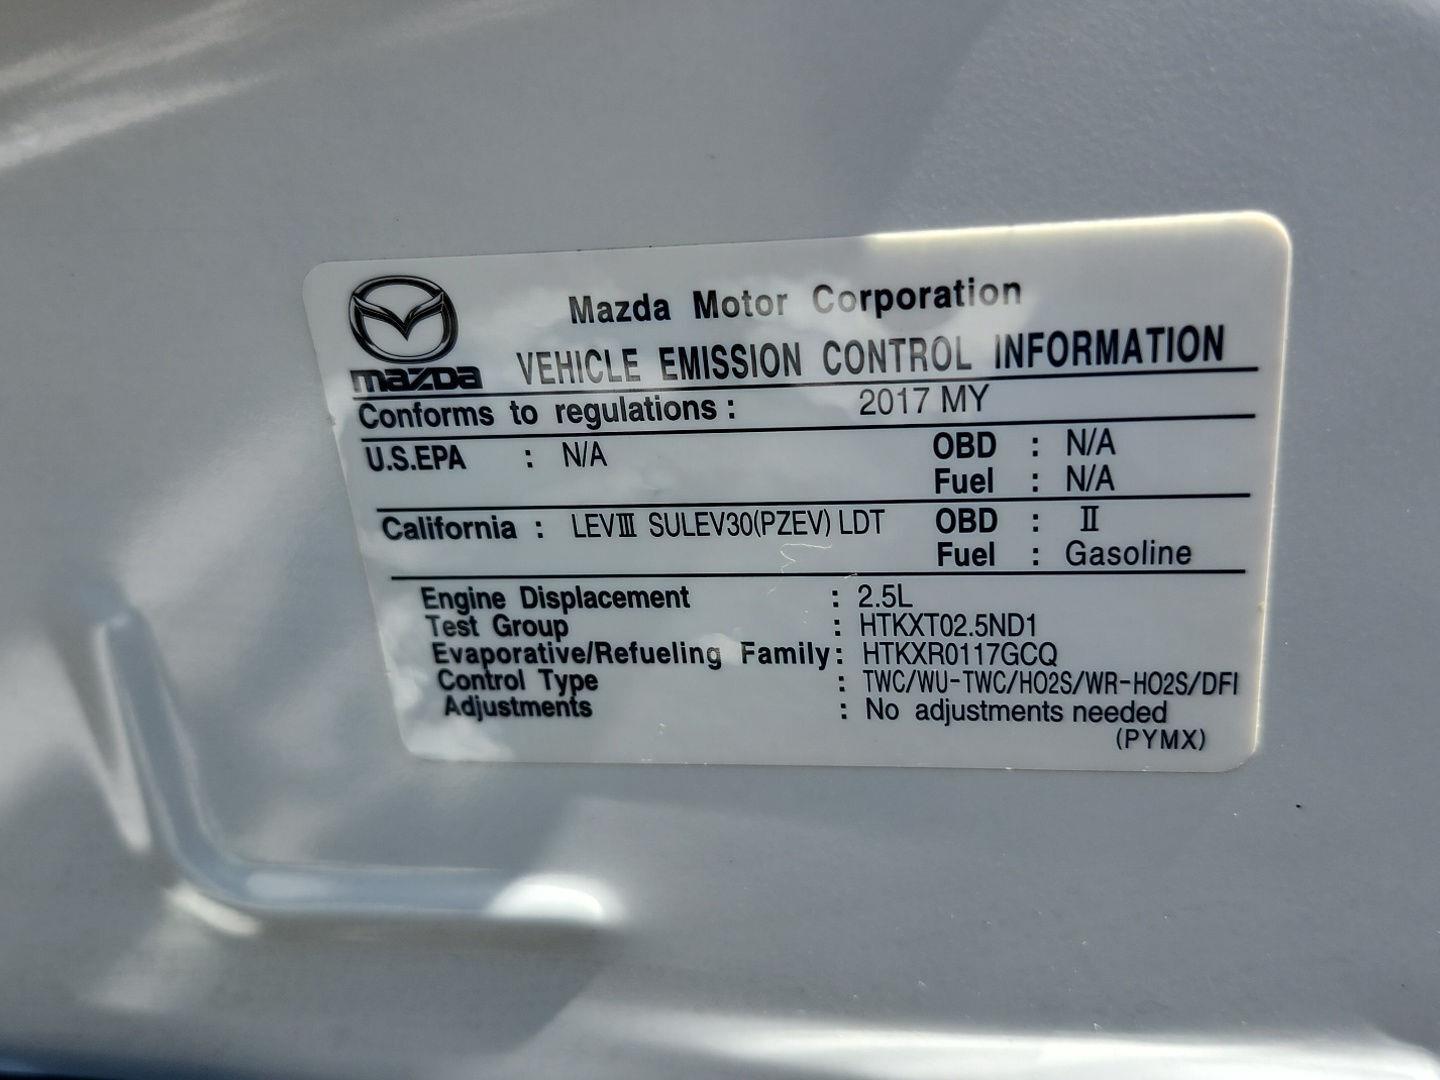 mazda
Mazda Motor Corporation
VEHICLE EMISSION CONTROL INFORMATION
Conforms to regulations : 2017 MY
U.S.EPA : N/A OBD : N/A
Fuel : N/A
California : LEVⅢ SULEV30(PZEV) LDT OBD : Ⅱ
Fuel : Gasoline
Engine Displacement : 2.5L
Test Group : HTKXT02.5ND1
Evaporative/Refueling Family : HTKXR0117GCQ
Control Type : TWC/WU-TWC/HO2S/WR-HO2S/DFI
Adjustments : No adjustments needed
(PYMX)